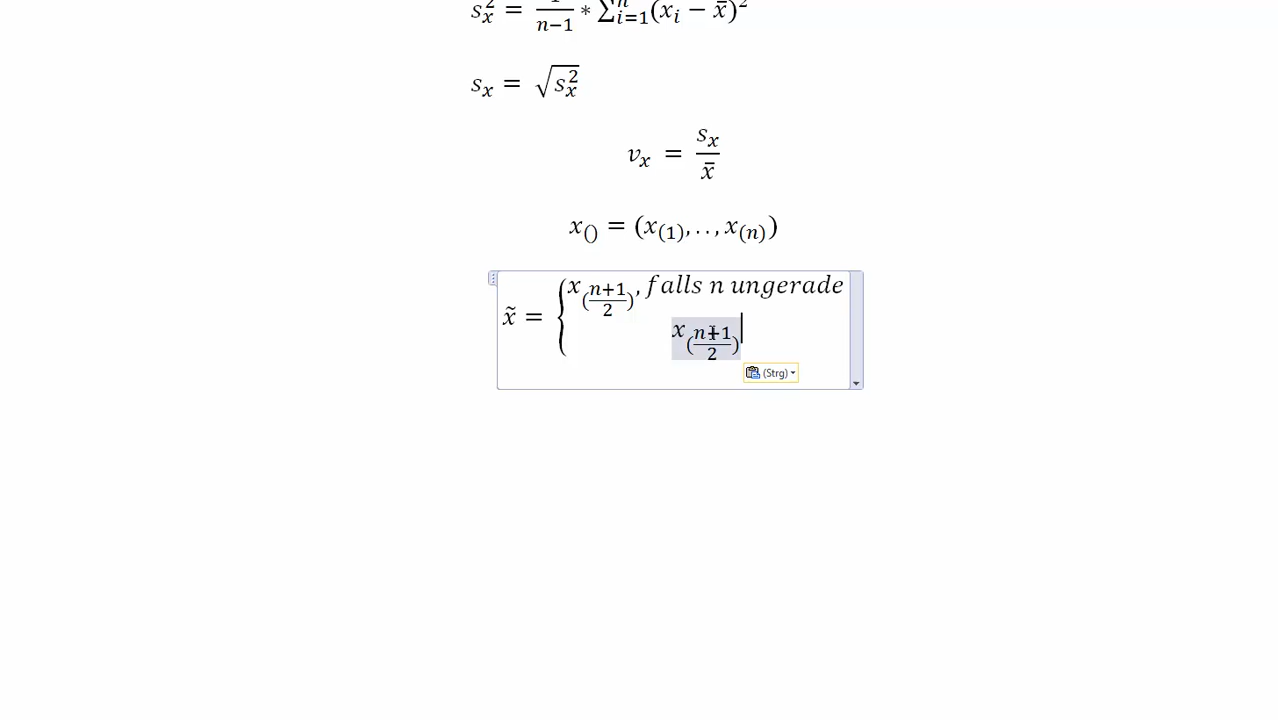 s_x^2 = 1/(n−1) * ∑_{i=1}^n (x_i − x̄)^2
s_x = √(s_x^2)
v_x = s_x/x̄
x_() = (x_(1),..,x_(n))
x̃ = { x_((n+1)/2), falls n ungerade
x_((n+1)/2)
(Strg)